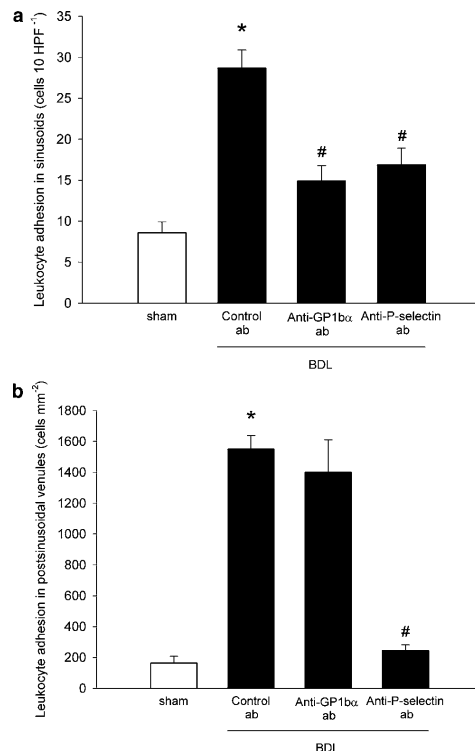 a
Leukocyte adhesion in sinusoids (cells 10 HPF⁻¹)
35
30
25
20
15
10
5
0
*
#
#
sham
Control ab
Anti-GP1bα ab
Anti-P-selectin ab
BDL
b
Leukocyte adhesion in postsinusoidal venules (cells mm⁻²)
1800
1600
1400
1200
1000
800
600
400
200
0
*
#
sham
Control ab
Anti-GP1bα ab
Anti-P-selectin ab
BDL